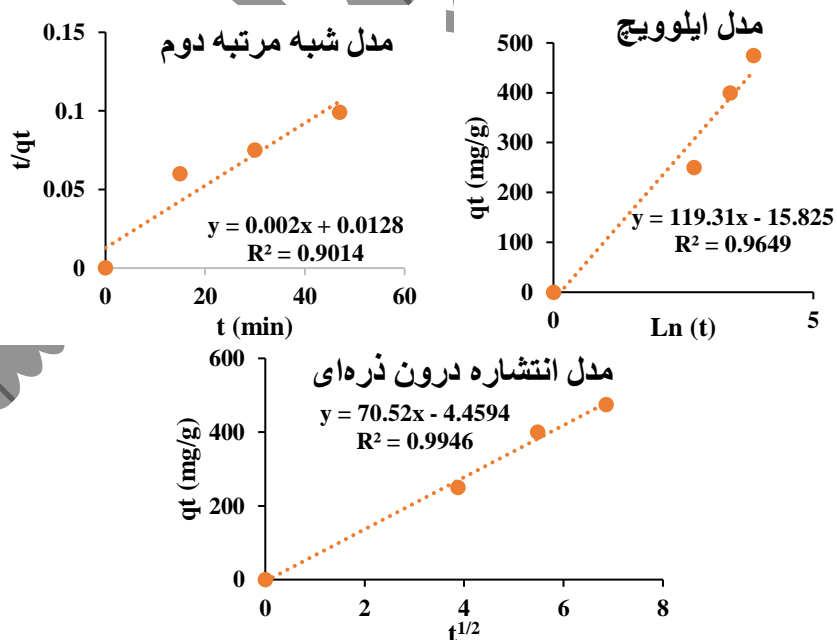 مدل شبه مرتبه دوم
0.15
0.1
0.05
0
t/qt
y = 0.002x + 0.0128
R² = 0.9014
0 20 40 60
t (min)
مدل ایلوویچ
500
400
300
200
100
0
qt (mg/g)
y = 119.31x - 15.825
R² = 0.9649
0 5
Ln (t)
مدل انتشاره درون ذره‌ای
600
400
200
0
qt (mg/g)
y = 70.52x - 4.4594
R² = 0.9946
0 2 4 6 8
t^1/2